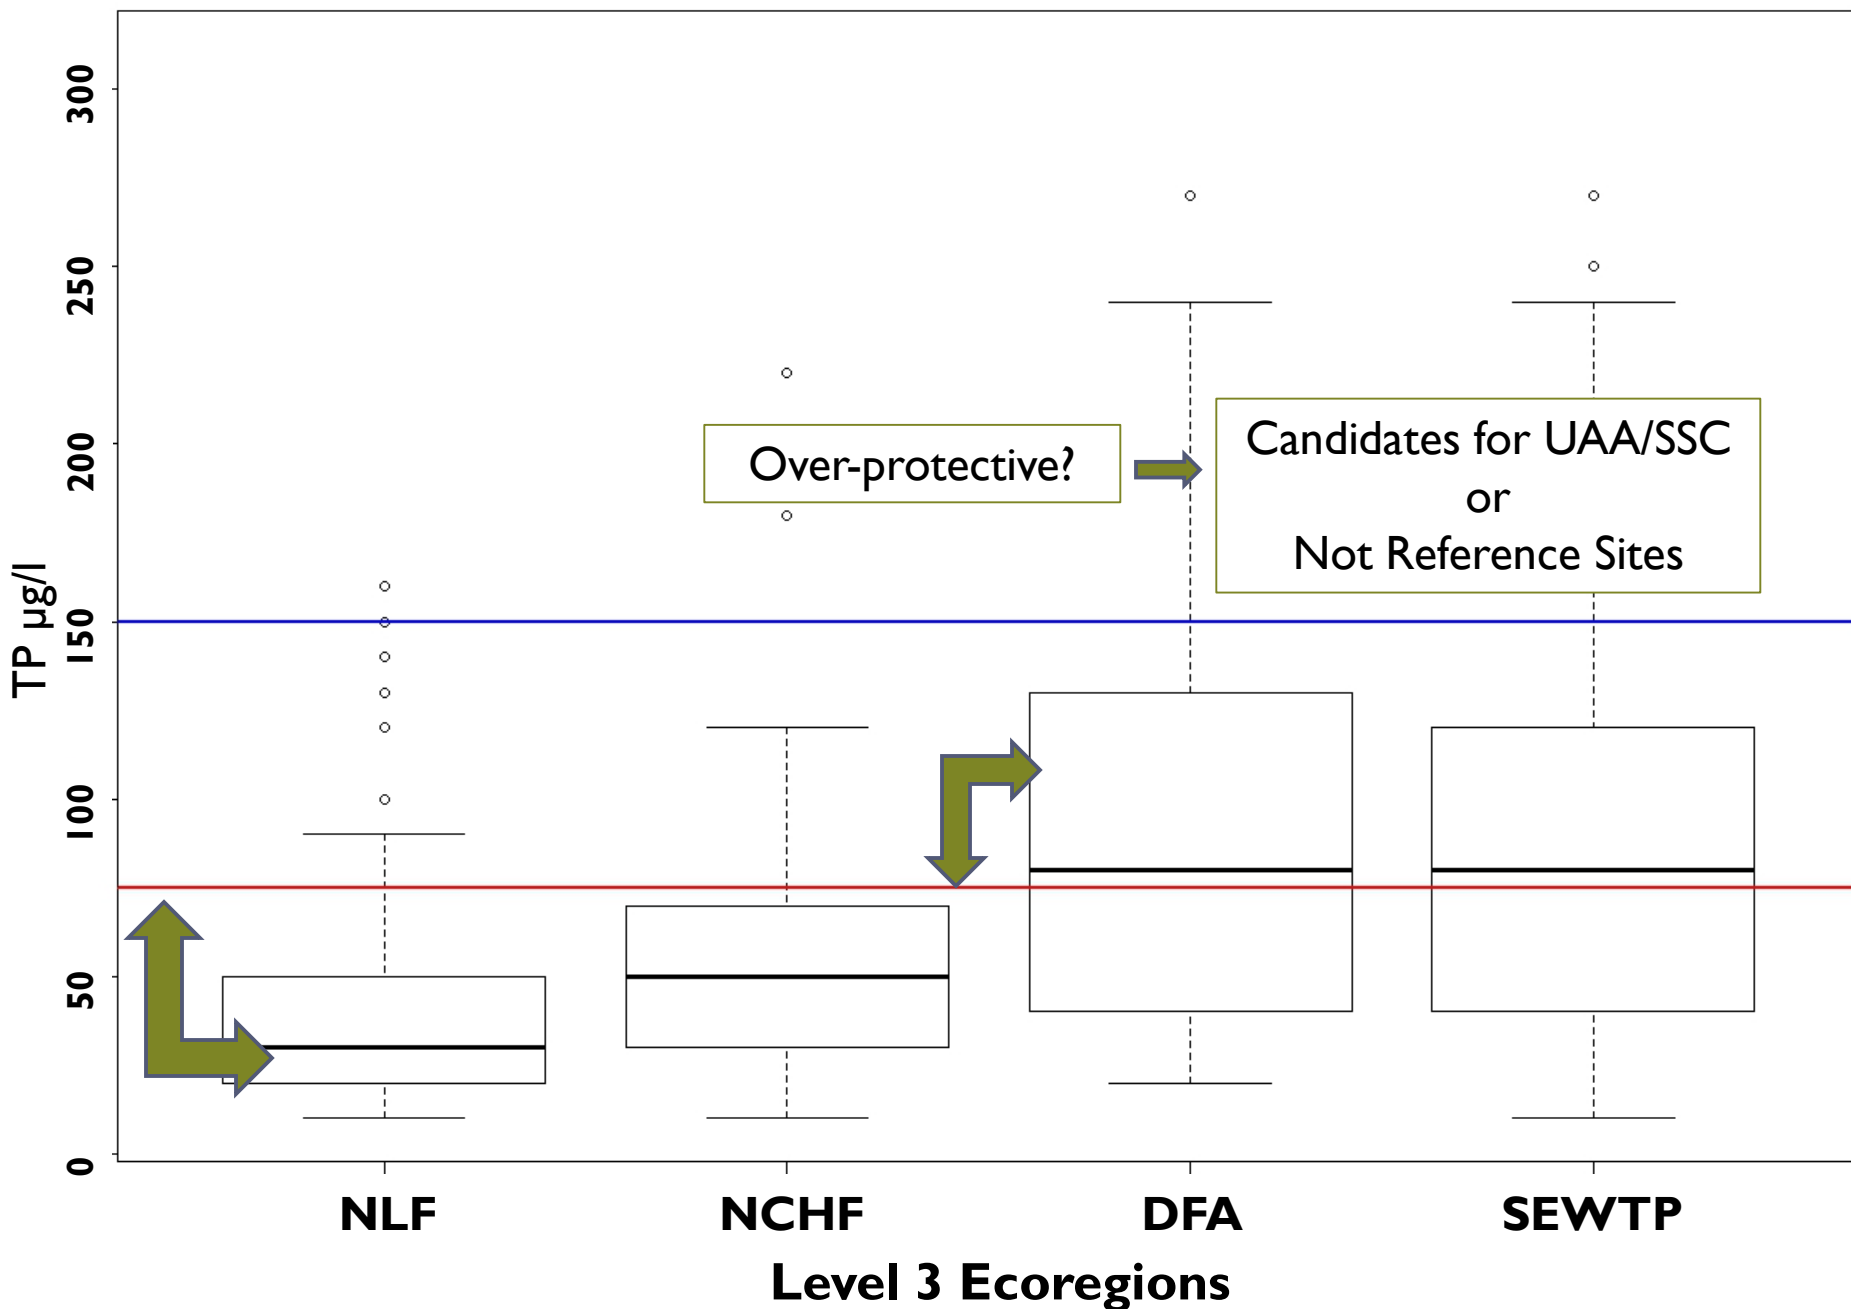 300
250
200
150
100
50
0
TP µg/l
Over-protective?
Candidates for UAA/SSC
or
Not Reference Sites
NLF
NCHF
DFA
SEWTP
Level 3 Ecoregions